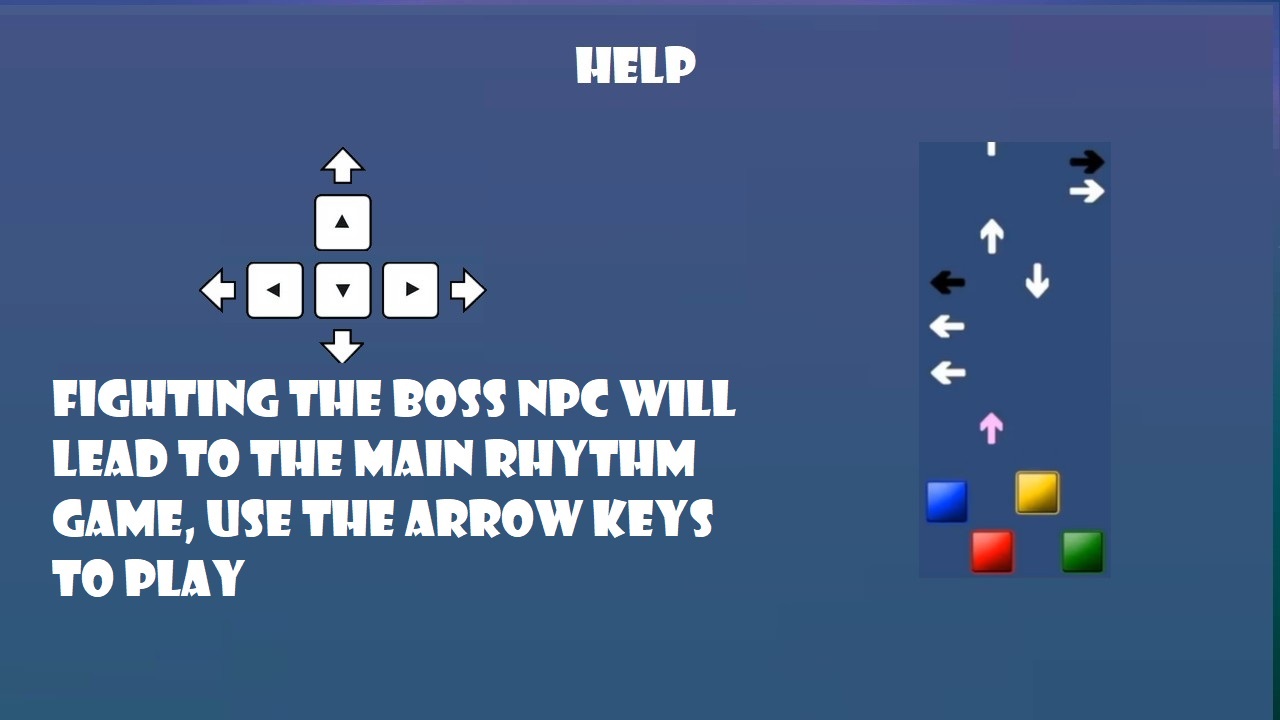 HELP
FIGHTING THE BOSS NPC WILL
LEAD TO THE MAIN RHYTHM
GAME, USE THE ARROW KEYS
TO PLAY